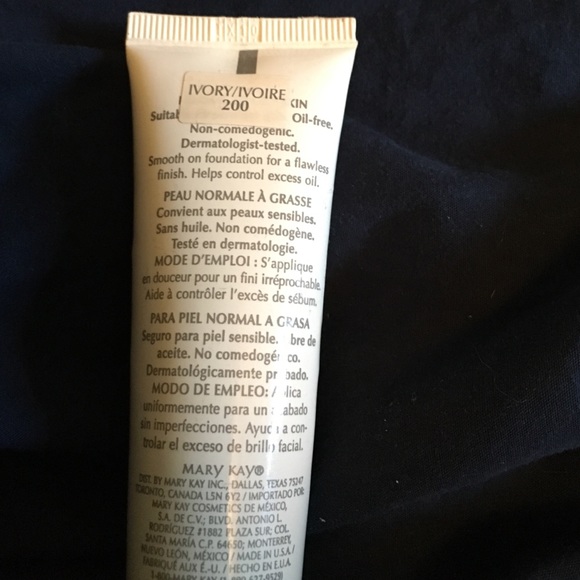 IVORY/IVOIRE
200
Oil-free.
Non-comedogenic.
Dermatologist-tested.
Smooth on foundation for a flawless
finish. Helps control excess oil.
PEAU NORMALE À GRASSE
Convient aux peaux sensibles.
Sans huile. Non comédogène.
Testé en dermatologie.
MODE D'EMPLOI : S'applique
en douceur pour un fini irréprochable.
Aide à contrôler l'excès de sébum.
PARA PIEL NORMAL A GRASA
Seguro para piel sensible. bre de
aceite. No comedogé co.
Dermatológicamente pr bado.
MODO DE EMPLEO: lica
uniformemente para un abado
sin imperfecciones. Ayuda a con-
trolar el exceso de brillo facial.
MARY KAY®
DIST. BY MARY KAY INC., DALLAS, TEXAS 75247
TORONTO, CANADA L5N 6Y2 / IMPORTADO POR:
MARY KAY COSMETICS DE MÉXICO,
S.A. DE C.V.; BLVD. ANTONIO L.
RODRÍGUEZ #1882 PLAZA SUR; COL.
SANTA MARÍA C.P. 64650; MONTERREY,
NUEVO LEÓN, MÉXICO / MADE IN U.S.A./
FABRIQUÉ AUX É.-U. / HECHO EN E.U.A.
1-800-MARY KAY